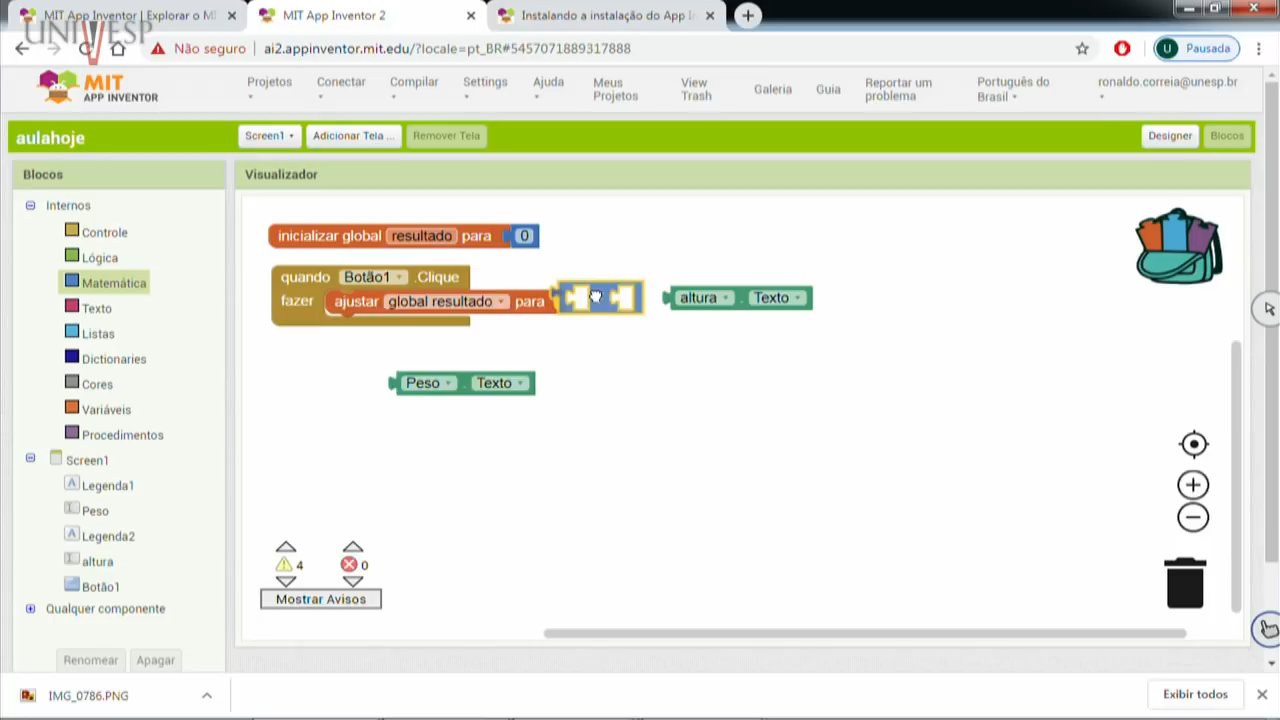 MIT App Inventor | Explorar o MI
MIT App Inventor 2
Instalando a instalação do App I
UNIVESP
Não seguro
ai2.appinventor.mit.edu/?locale=pt_BR#5457071889317888
U
Pausada
MIT
APP INVENTOR
Projetos
Conectar
Compilar
Settings
Ajuda
Meus
Projetos
View
Trash
Galeria
Guia
Reportar um
problema
Português do
Brasil
ronaldo.correia@unesp.br
aulahoje
Screen1
Adicionar Tela ...
Remover Tela
Designer
Blocos
Blocos
Visualizador
Internos
Controle
Lógica
Matemática
Texto
Listas
Dictionaries
Cores
Variáveis
Procedimentos
Screen1
Legenda1
Peso
Legenda2
altura
Botão1
Qualquer componente
Renomear
Apagar
inicializar global resultado para 0
quando Botão1 .Clique
fazer ajustar global resultado para
altura . Texto
Peso . Texto
4
0
Mostrar Avisos
IMG_0786.PNG
Exibir todos